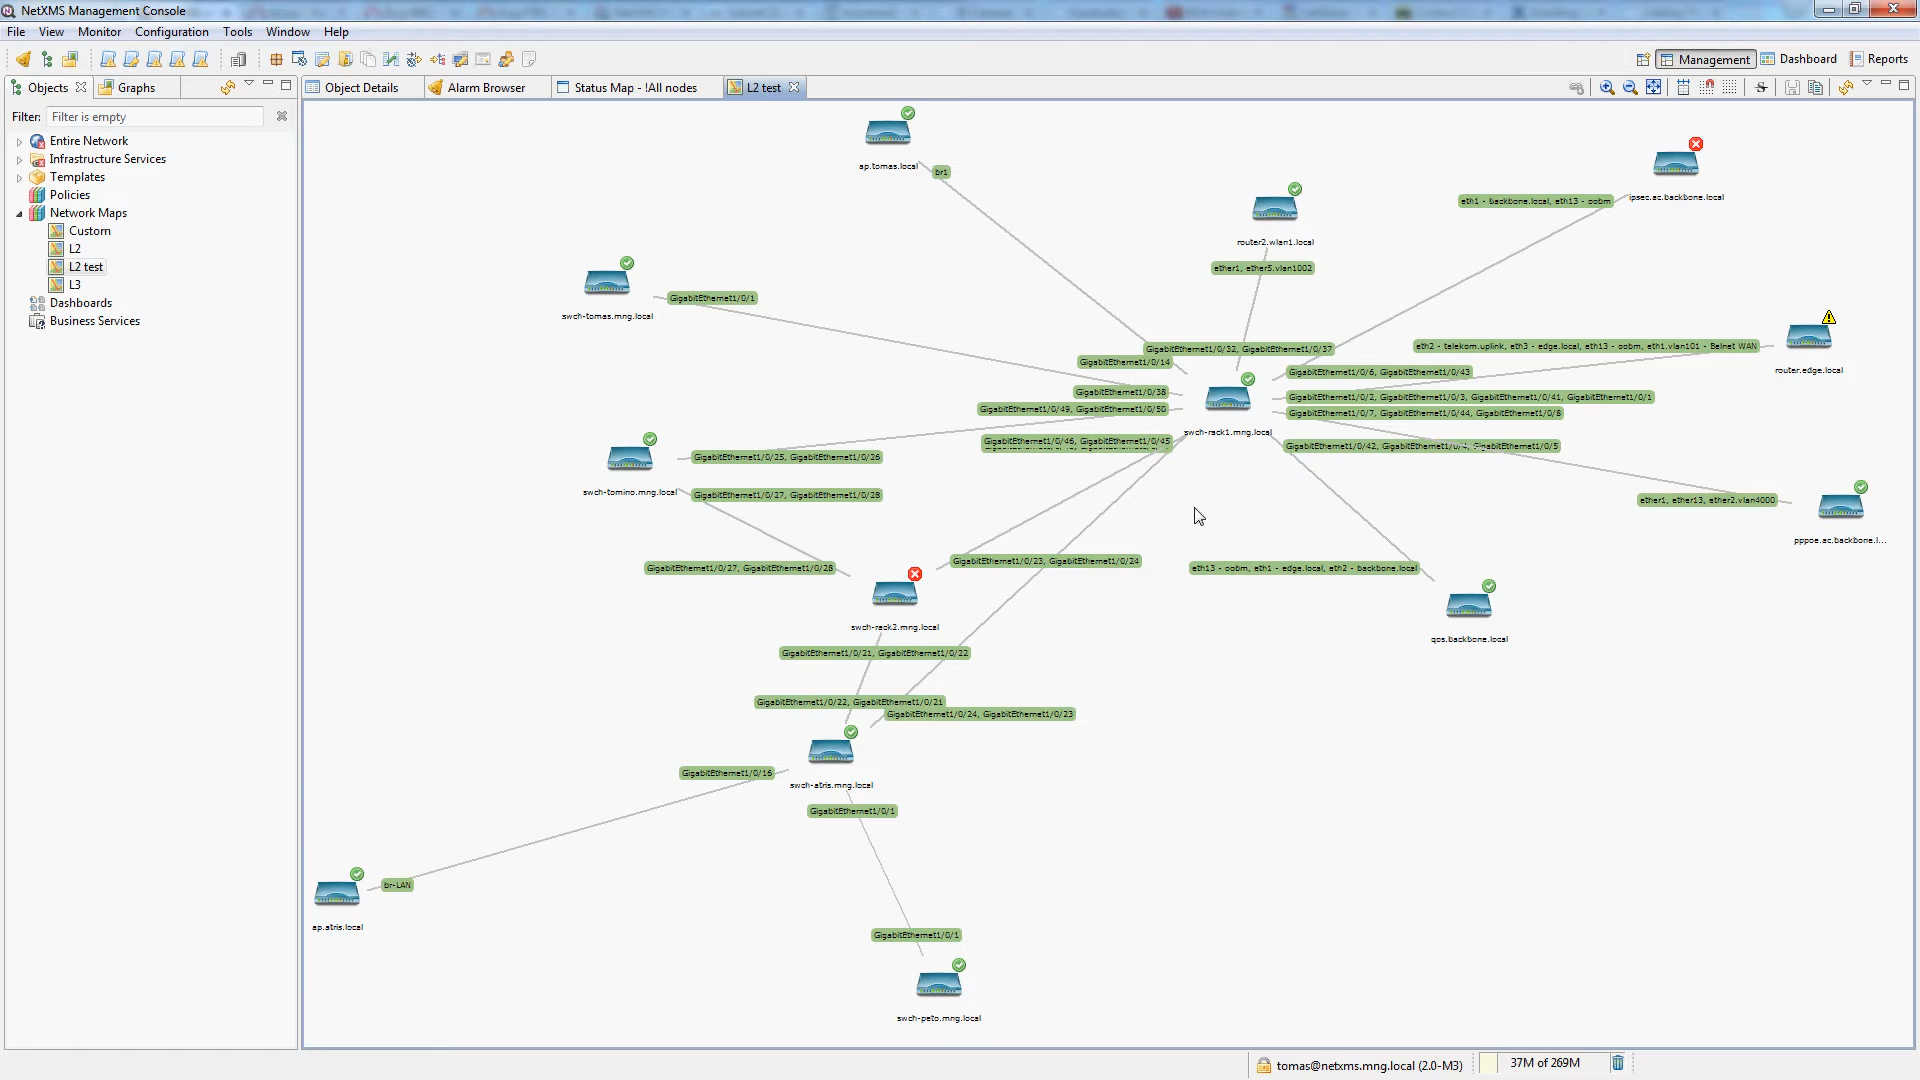 NetXMS Management Console
File View Monitor Configuration Tools Window Help
Management Dashboard Reports
Objects Graphs
Object Details Alarm Browser Status Map - !All nodes L2 test
Filter: Filter is empty
Entire Network
Infrastructure Services
Templates
Policies
Network Maps
Custom
L2
L2 test
L3
Dashboards
Business Services
ap.tomas.local
br1
ipsec.ac.backbone.local
eth1 - backbone.local, eth13 - oobm
router2.wlan1.local
ether1, ether5.vlan1002
swch-tomas.mng.local
GigabitEthernet1/0/1
GigabitEthernet1/0/32, GigabitEthernet1/0/37
eth2 - telekom.uplink, eth3 - edge.local, eth13 - oobm, eth1.vlan101 - Belnet WAN
GigabitEthernet1/0/14
router.edge.local
GigabitEthernet1/0/6, GigabitEthernet1/0/43
GigabitEthernet1/0/38
GigabitEthernet1/0/2, GigabitEthernet1/0/3, GigabitEthernet1/0/41, GigabitEthernet1/0/1
GigabitEthernet1/0/49, GigabitEthernet1/0/50
GigabitEthernet1/0/7, GigabitEthernet1/0/44, GigabitEthernet1/0/8
swch-rack1.mng.local
GigabitEthernet1/0/46, GigabitEthernet1/0/45
GigabitEthernet1/0/42, GigabitEthernet1/0/4, GigabitEthernet1/0/5
GigabitEthernet1/0/25, GigabitEthernet1/0/26
swch-tomino.mng.local
GigabitEthernet1/0/27, GigabitEthernet1/0/28
ether1, ether13, ether2.vlan4000
pppoe.ac.backbone.l...
GigabitEthernet1/0/27, GigabitEthernet1/0/28
GigabitEthernet1/0/23, GigabitEthernet1/0/24
eth13 - oobm, eth1 - edge.local, eth2 - backbone.local
swch-rack2.mng.local
qos.backbone.local
GigabitEthernet1/0/21, GigabitEthernet1/0/22
GigabitEthernet1/0/22, GigabitEthernet1/0/21
GigabitEthernet1/0/24, GigabitEthernet1/0/23
GigabitEthernet1/0/16
swch-atris.mng.local
GigabitEthernet1/0/1
br-LAN
ap.atris.local
GigabitEthernet1/0/1
swch-peto.mng.local
tomas@netxms.mng.local (2.0-M3) 37M of 269M